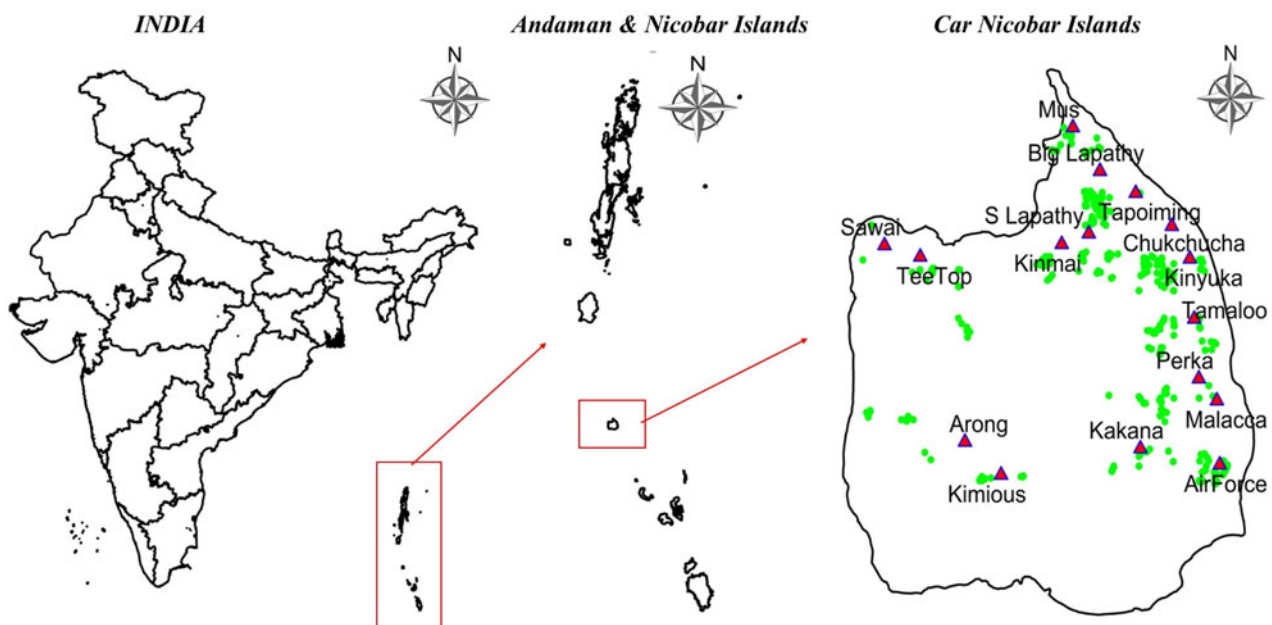 INDIA
Andaman & Nicobar Islands
Car Nicobar Islands
N
N
N
Mus
Big Lapathy
S Lapathy
Tapoiming
Sawai
Chukchucha
Kinmai
TeeTop
Kinyuka
Tamaloo
Perka
Malacca
Arong
Kakana
AirForce
Kimious